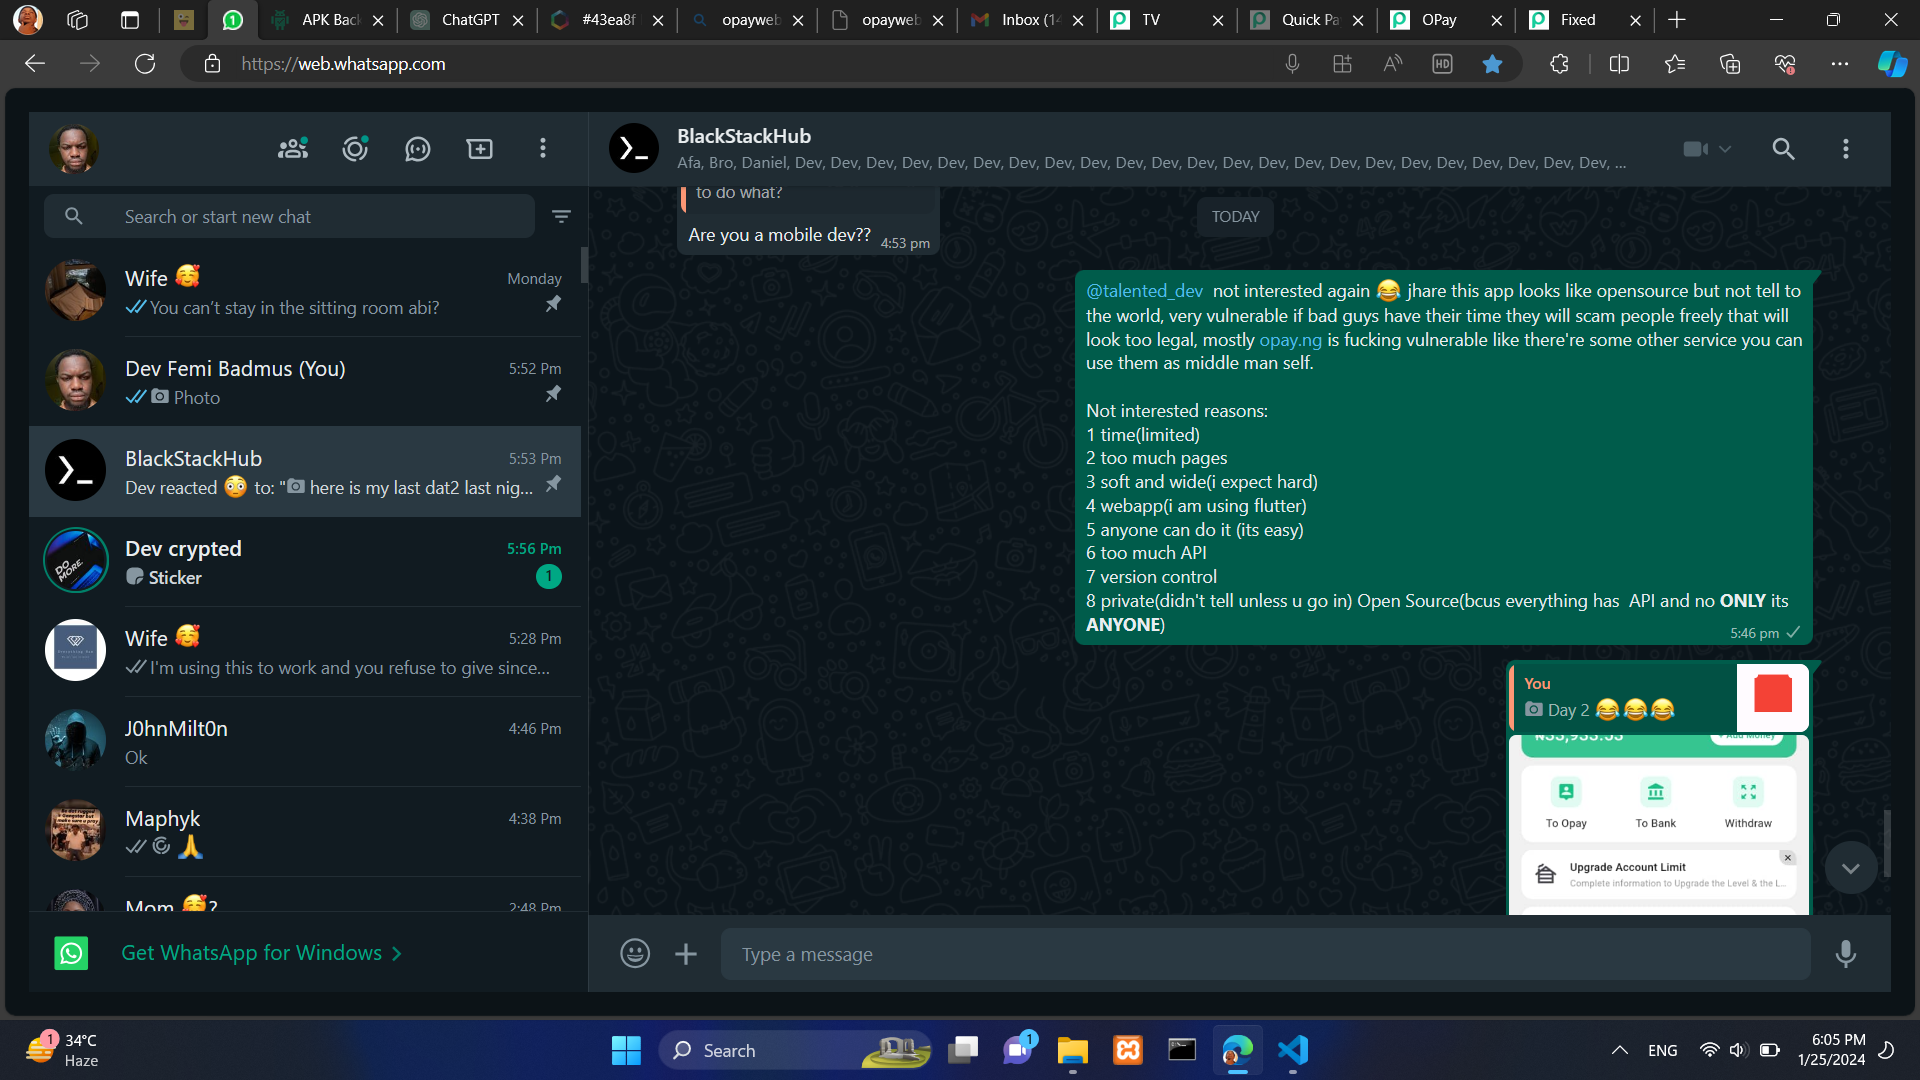 APK Bac
ChatGPT
#43ea8f
opayweb
opayweb
Inbox (14
TV
Quick Pa
OPay
Fixed
https://web.whatsapp.com
HD
BlackStackHub
Afa, Bro, Daniel, Dev, Dev, Dev, Dev, Dev, Dev, Dev, Dev, Dev, Dev, Dev, Dev, Dev, Dev, Dev, Dev, Dev, Dev, Dev, Dev, Dev, Dev, Dev, ...
Search or start new chat
Wife 🥰
Monday
You can't stay in the sitting room abi?
Dev Femi Badmus (You)
5:52 Pm
Photo
BlackStackHub
5:53 Pm
Dev reacted 😳 to: "📷 here is my last dat2 last nig...
DO MORE.
Dev crypted
5:56 Pm
Sticker
1
Wife 🥰
5:28 Pm
I'm using this to work and you refuse to give since...
J0hnMilt0n
4:46 Pm
Ok
Maphyk
4:38 Pm
🙏
Mom 🥰?
2:48 Pm
Get WhatsApp for Windows
to do what?
Are you a mobile dev??
4:53 pm
TODAY
@talented_dev not interested again 😂 jhare this app looks like opensource but not tell to
the world, very vulnerable if bad guys have their time they will scam people freely that will
look too legal, mostly opay.ng is fucking vulnerable like there're some other service you can
use them as middle man self.
Not interested reasons:
1 time(limited)
2 too much pages
3 soft and wide(i expect hard)
4 webapp(i am using flutter)
5 anyone can do it (its easy)
6 too much API
7 version control
8 private(didn't tell unless u go in) Open Source(bcus everything has API and no ONLY its
ANYONE)
5:46 pm
You
Day 2 😂😂😂
₦33,933.53
+ Add Money
To Opay
To Bank
Withdraw
Upgrade Account Limit
Complete information to Upgrade the Level & the L...
Type a message
1
34°C
Haze
Search
1
ENG
6:05 PM
1/25/2024